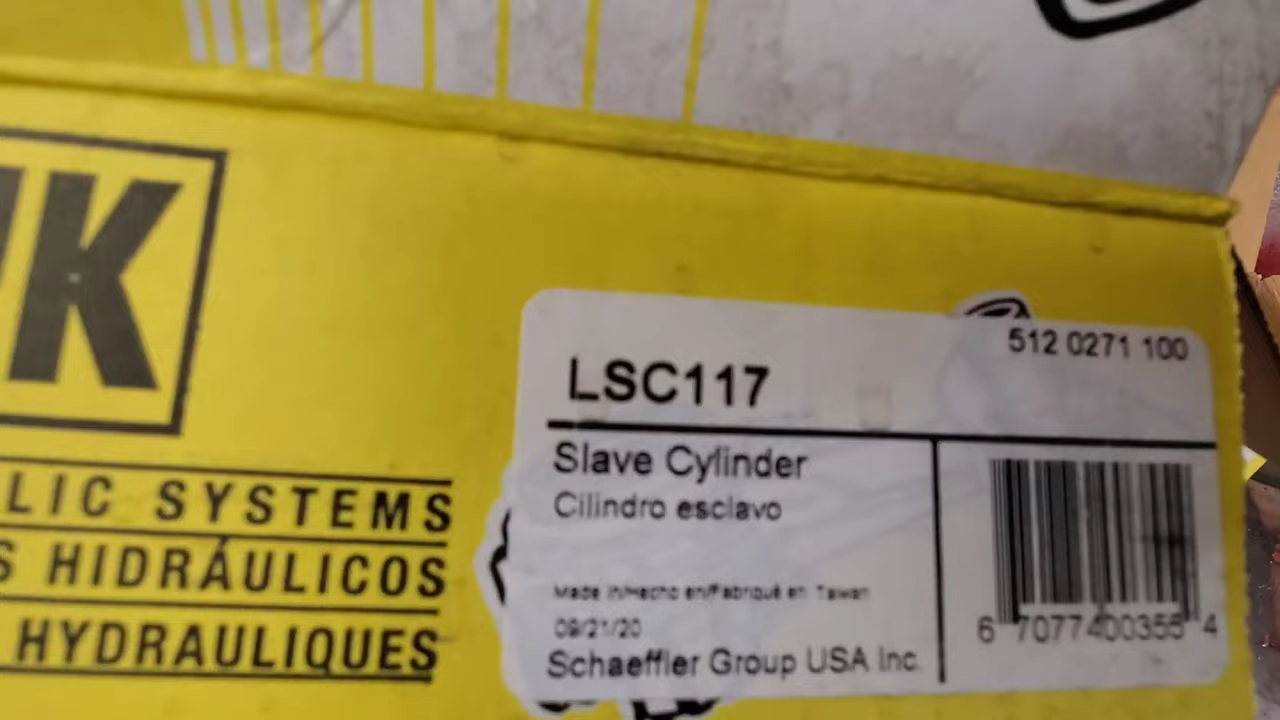 UK
LIC SYSTEMS
S HIDRÁULICOS
HYDRAULIQUES
512 0271 100
LSC117
Slave Cylinder
Cilindro esclavo
Made in/Hecho en/Fabriqué en Taiwan
09/21/20
Schaeffler Group USA Inc.
6 7077400355 4